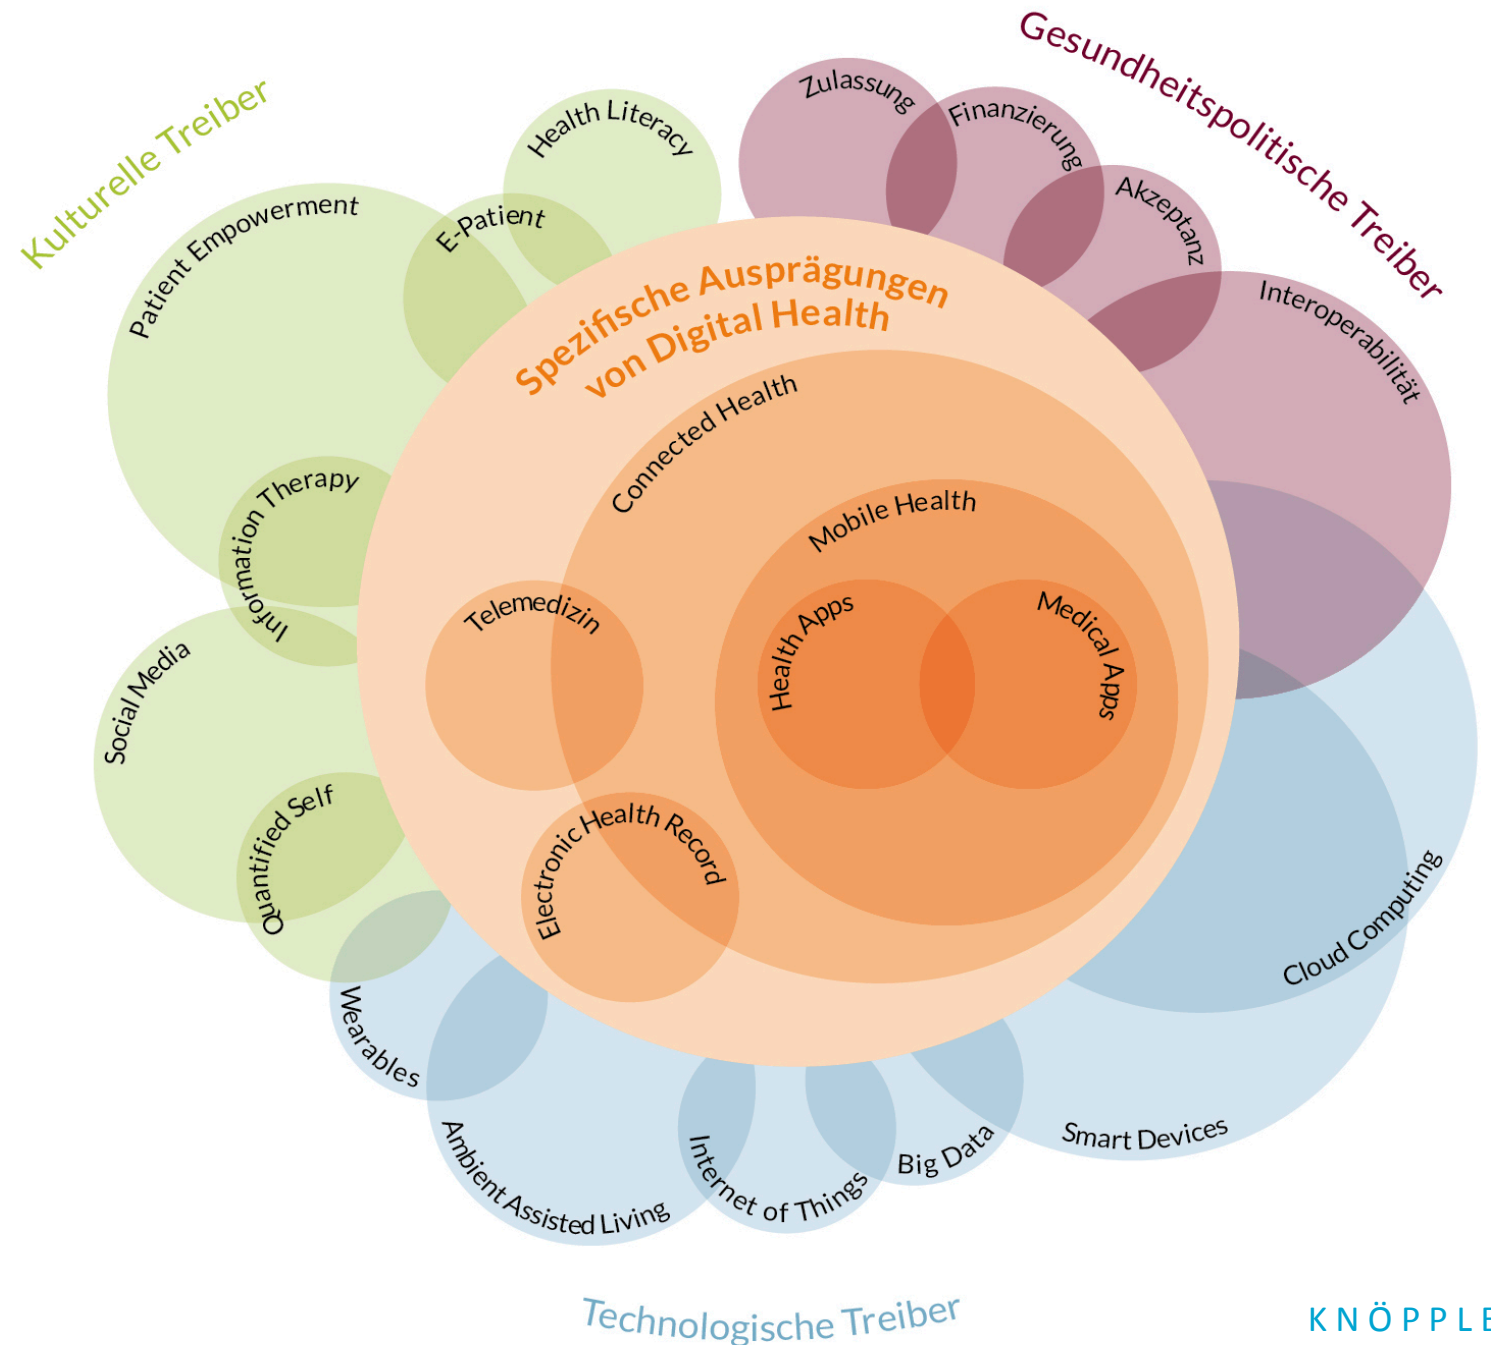 Kulturelle Treiber
Gesundheitspolitische Treiber
Health Literacy
E-Patient
Patient Empowerment
Information Therapy
Social Media
Quantified Self
Zulassung
Finanzierung
Akzeptanz
Interoperabilität
Spezifische Ausprägungen
von Digital Health
Connected Health
Mobile Health
Health Apps
Medical Apps
Telemedizin
Electronic Health Record
Wearables
Ambient Assisted Living
Internet of Things
Big Data
Smart Devices
Cloud Computing
Technologische Treiber
KNÖPPLE